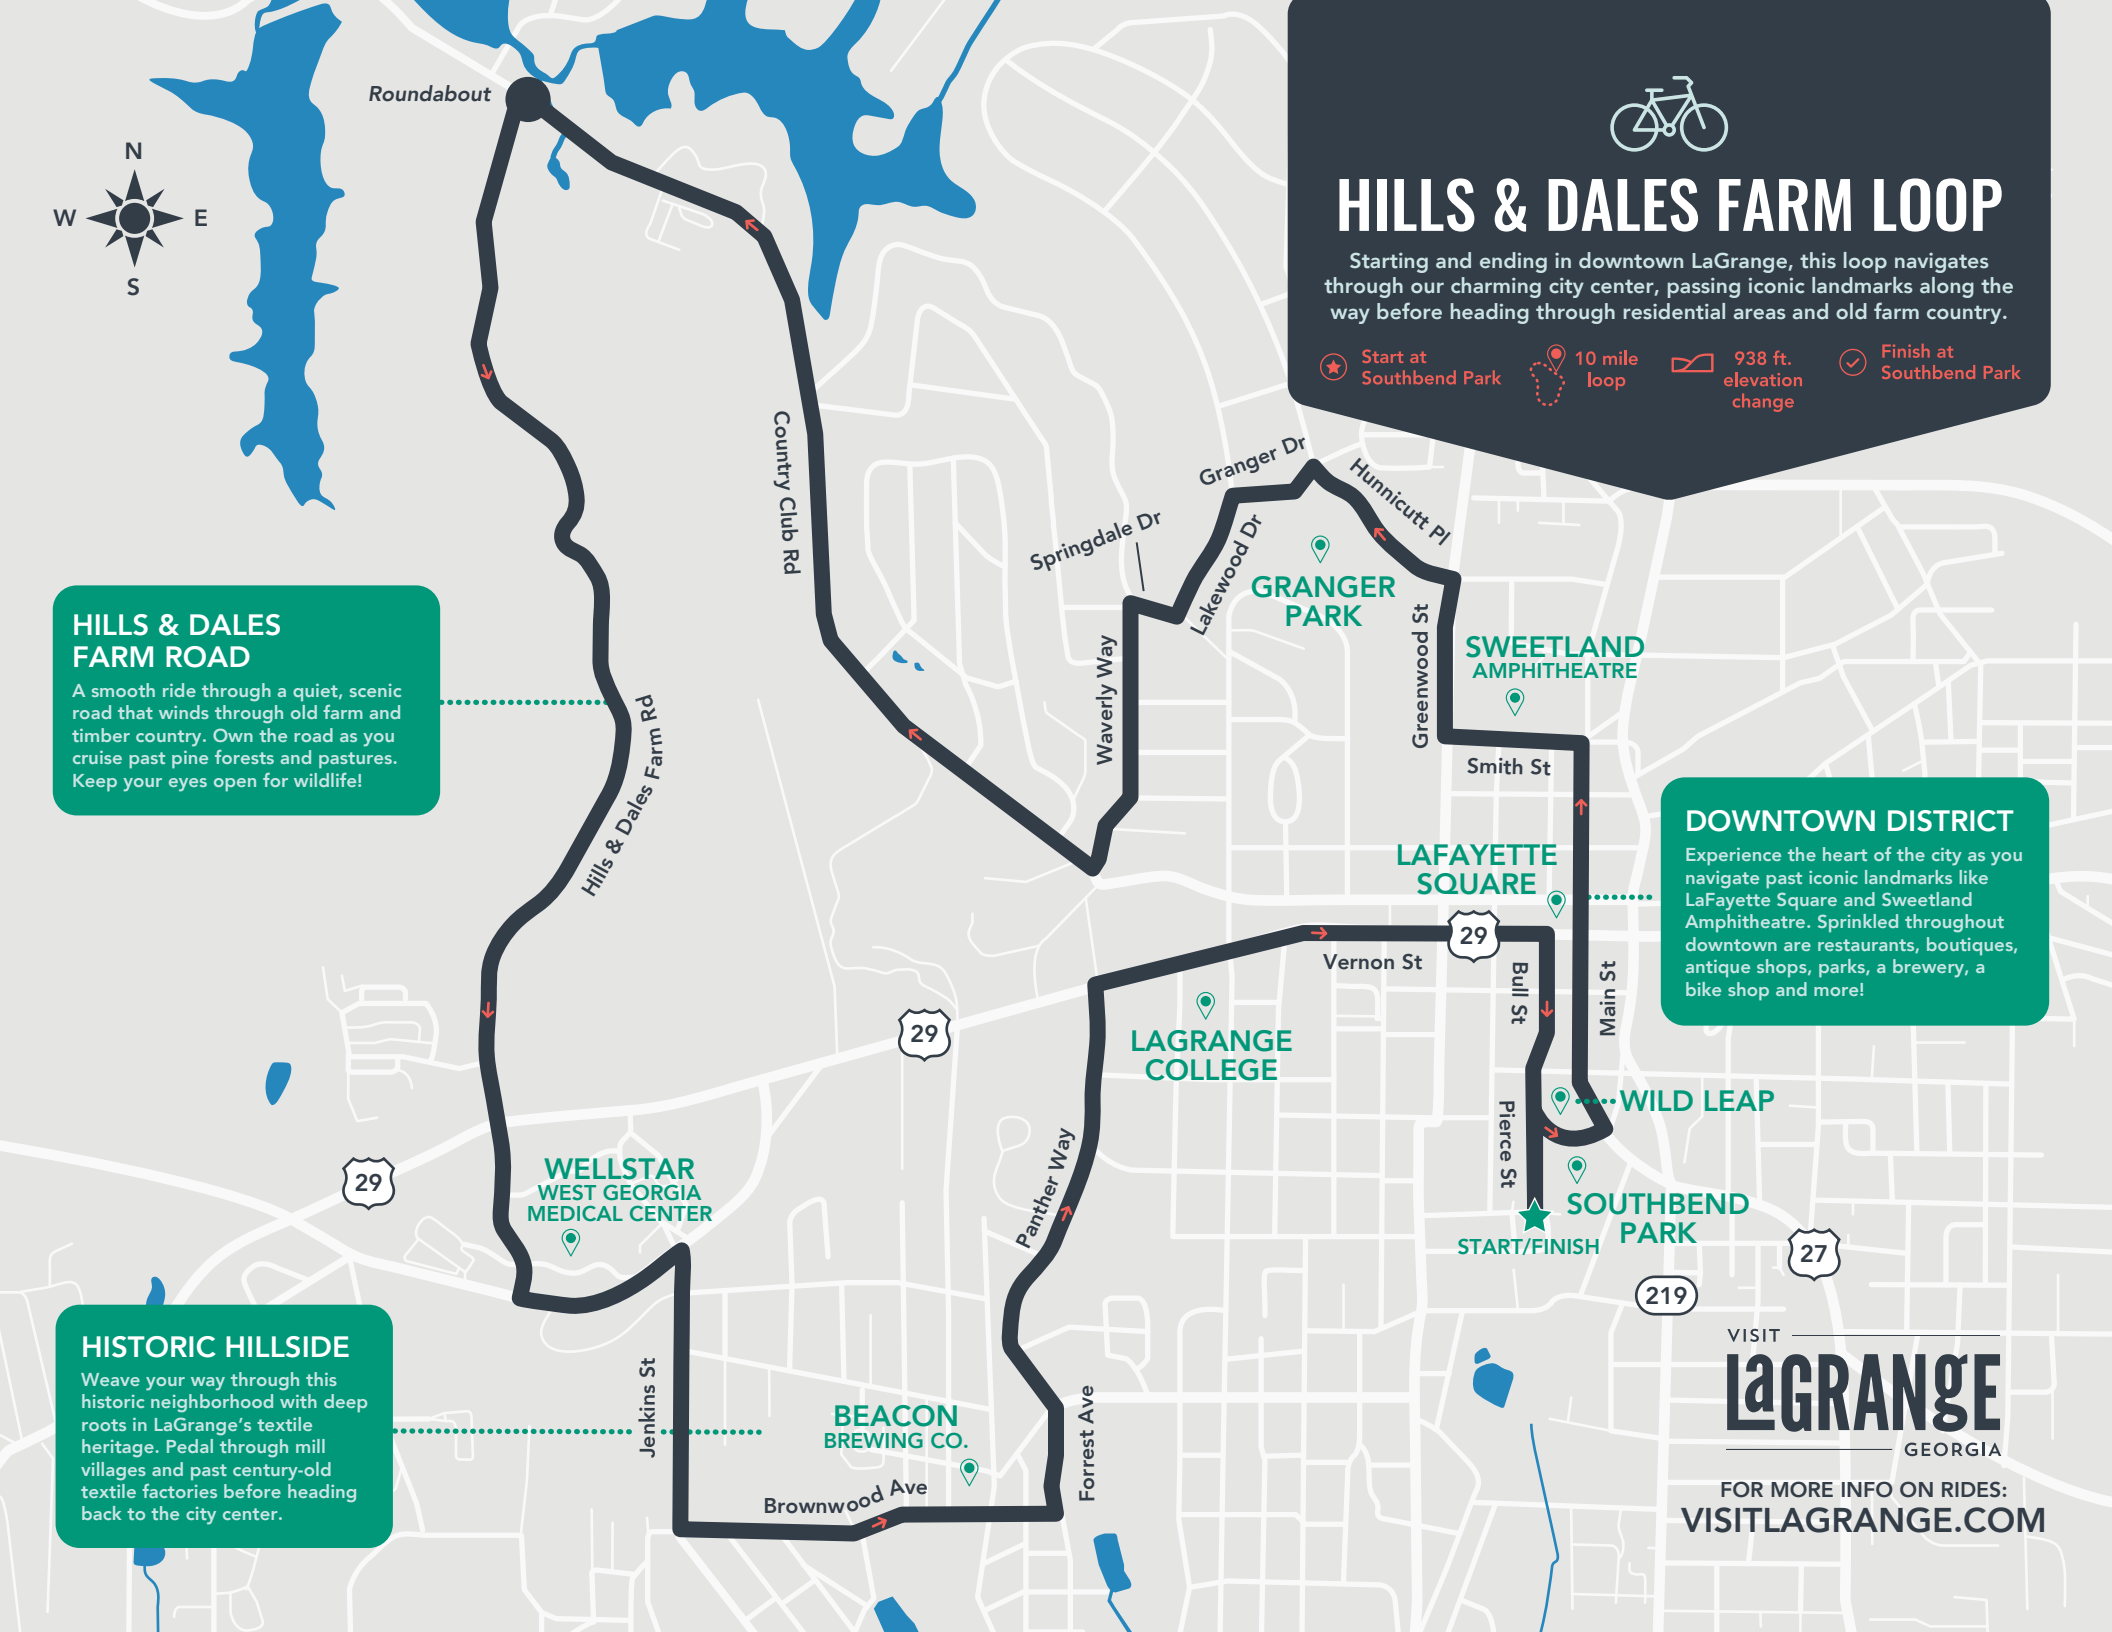 HILLS & DALES FARM LOOP
Starting and ending in downtown LaGrange, this loop navigates
through our charming city center, passing iconic landmarks along the
way before heading through residential areas and old farm country.
Start at
Southbend Park
10 mile
loop
938 ft.
elevation
change
Finish at
Southbend Park
Roundabout
N
W
E
S
Country Club Rd
Granger Dr
Hunnicutt Pl
Springdale Dr
Lakewood Dr
GRANGER
PARK
Greenwood St
SWEETLAND
AMPHITHEATRE
Waverly Way
Smith St
HILLS & DALES
FARM ROAD
A smooth ride through a quiet, scenic
road that winds through old farm and
timber country. Own the road as you
cruise past pine forests and pastures.
Keep your eyes open for wildlife!
Hills & Dales Farm Rd
DOWNTOWN DISTRICT
Experience the heart of the city as you
navigate past iconic landmarks like
LaFayette Square and Sweetland
Amphitheatre. Sprinkled throughout
downtown are restaurants, boutiques,
antique shops, parks, a brewery, a
bike shop and more!
LAFAYETTE
SQUARE
29
Vernon St
Bull St
Main St
29
LAGRANGE
COLLEGE
WILD LEAP
Pierce St
Panther Way
29
WELLSTAR
WEST GEORGIA
MEDICAL CENTER
SOUTHBEND
PARK
START/FINISH
27
219
HISTORIC HILLSIDE
Weave your way through this
historic neighborhood with deep
roots in LaGrange's textile
heritage. Pedal through mill
villages and past century-old
textile factories before heading
back to the city center.
Jenkins St
BEACON
BREWING CO.
Brownwood Ave
Forrest Ave
VISIT
LaGRANgE
GEORGIA
FOR MORE INFO ON RIDES:
VISITLAGRANGE.COM